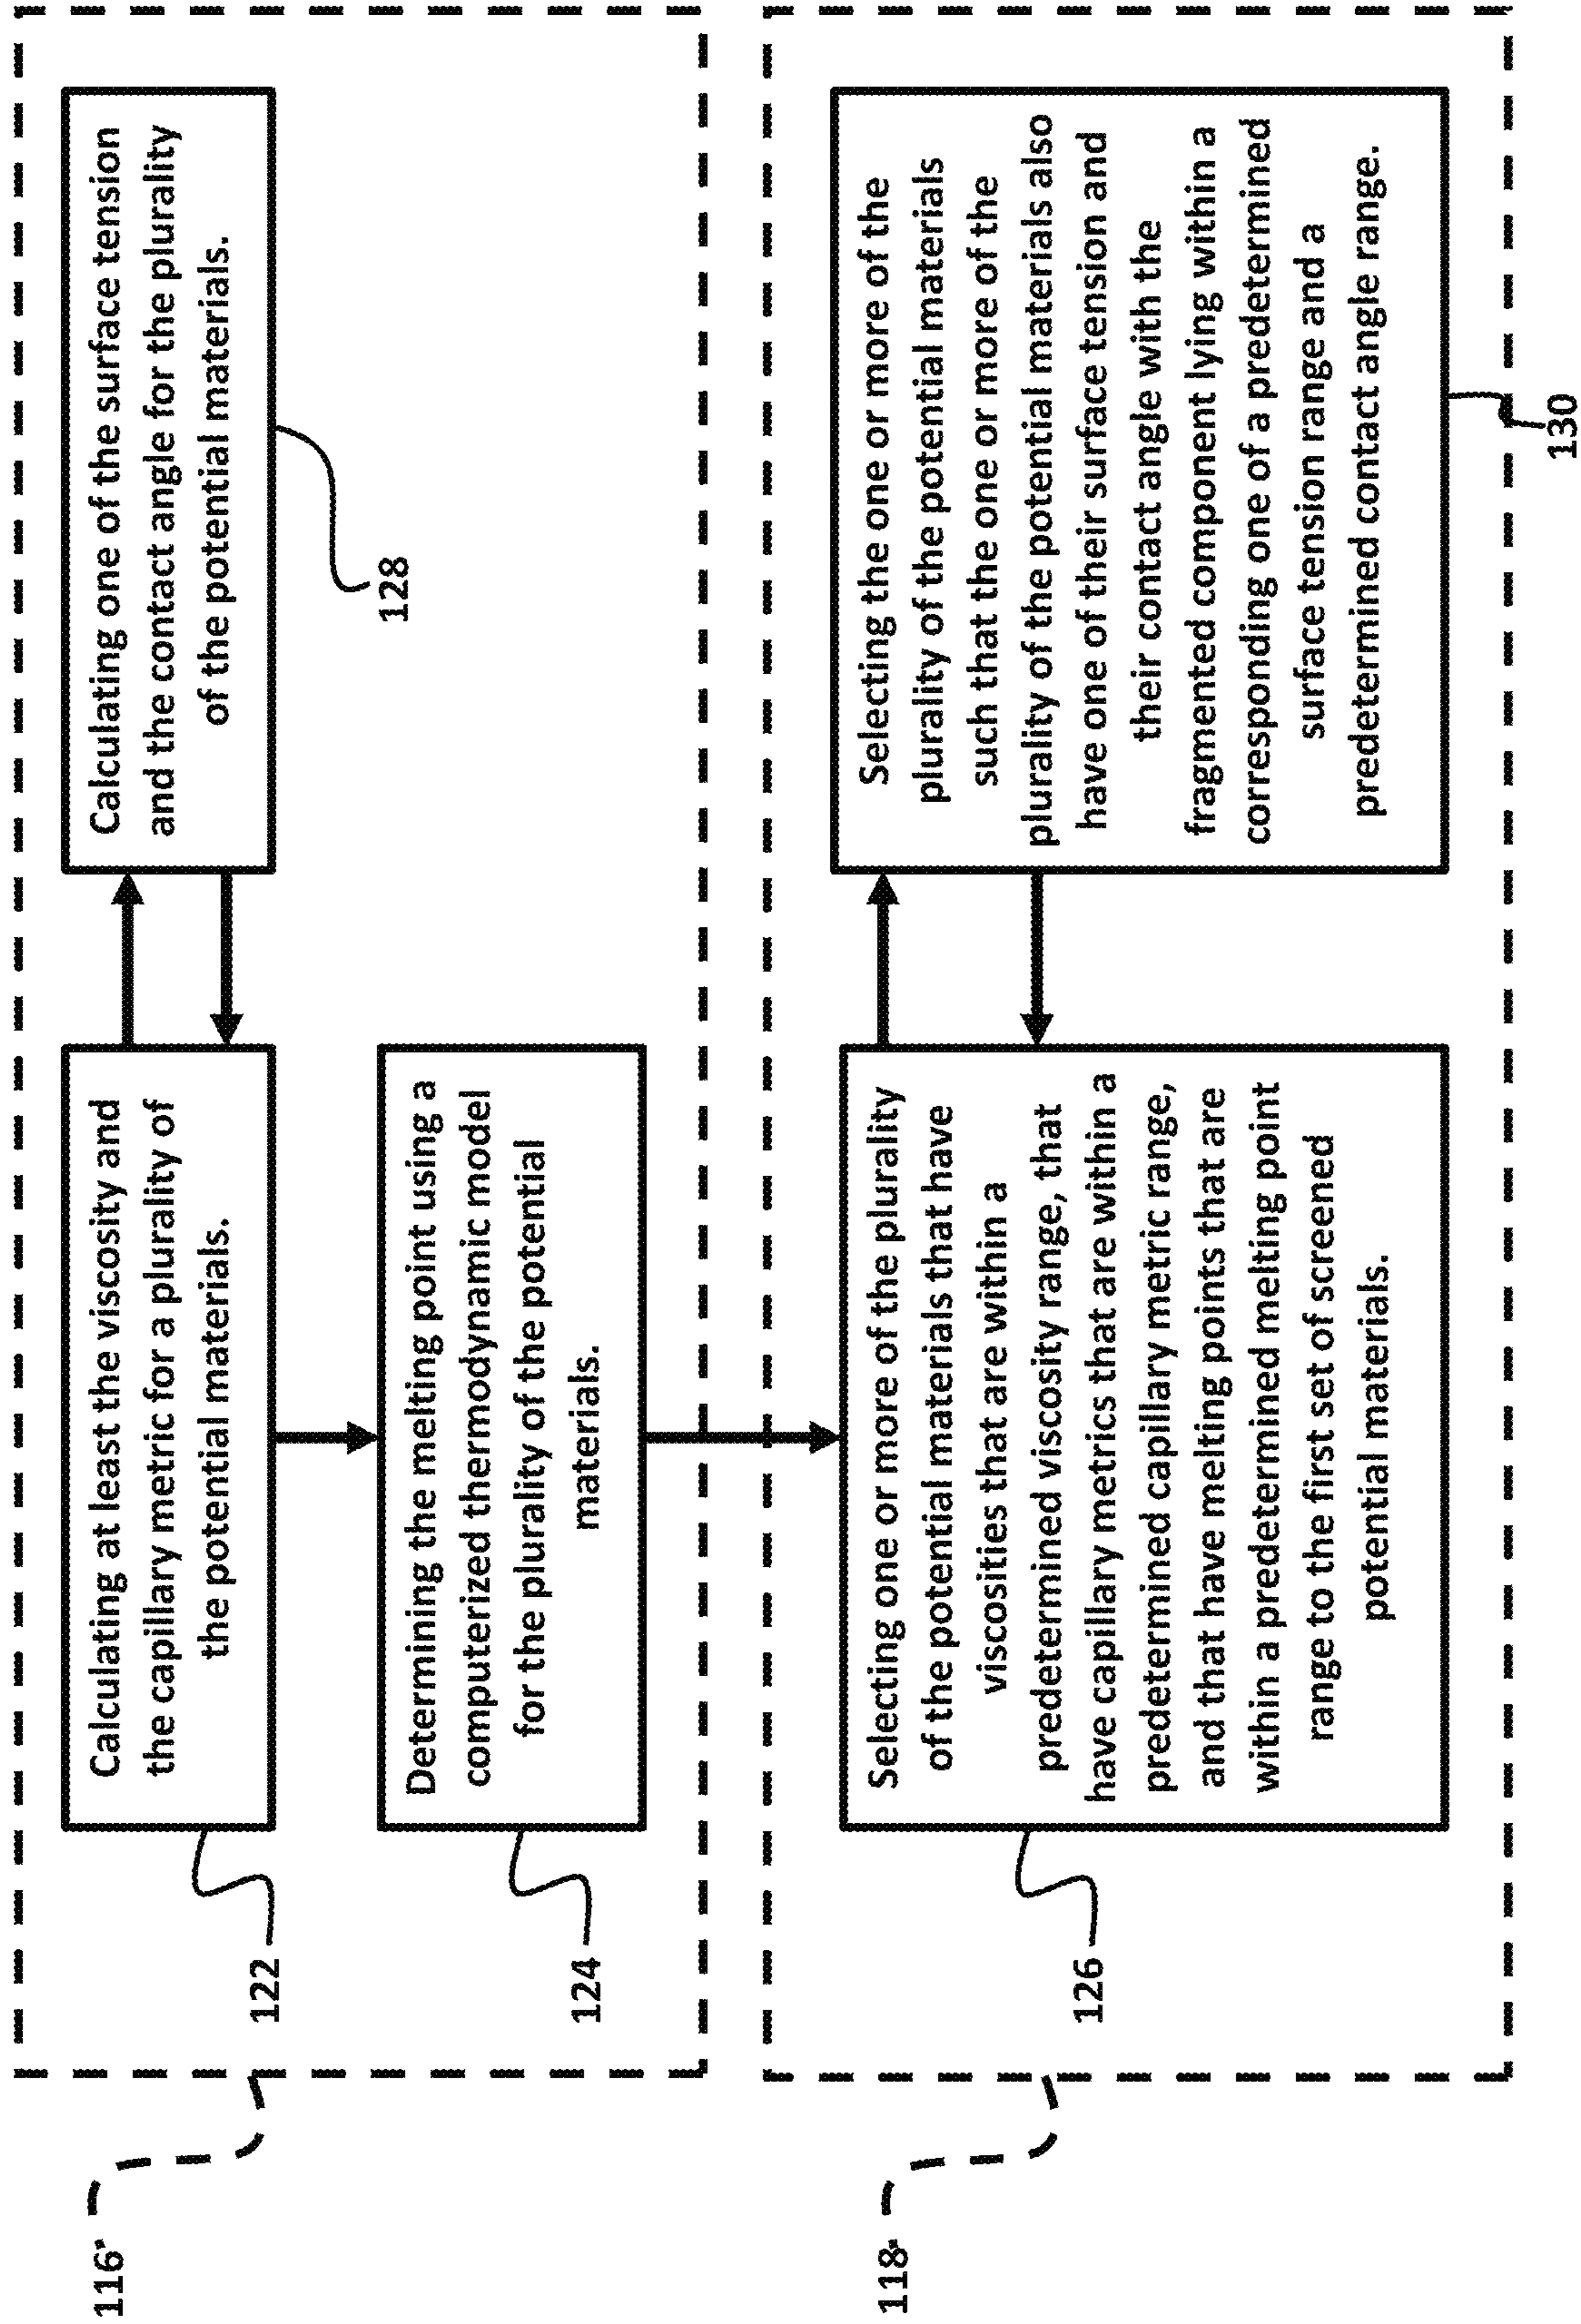 116
122
Calculating at least the viscosity and
the capillary metric for a plurality of
the potential materials.
Calculating one of the surface tension
and the contact angle for the plurality
of the potential materials.
128
124
Determining the melting point using a
computerized thermodynamic model
for the plurality of the potential
materials.
118
126
Selecting one or more of the plurality
of the potential materials that have
viscosities that are within a
predetermined viscosity range, that
have capillary metrics that are within a
predetermined capillary metric range,
and that have melting points that are
within a predetermined melting point
range to the first set of screened
potential materials.
Selecting the one or more of the
plurality of the potential materials
such that the one or more of the
plurality of the potential materials also
have one of their surface tension and
their contact angle with the
fragmented component lying within a
corresponding one of a predetermined
surface tension range and a
predetermined contact angle range.
130